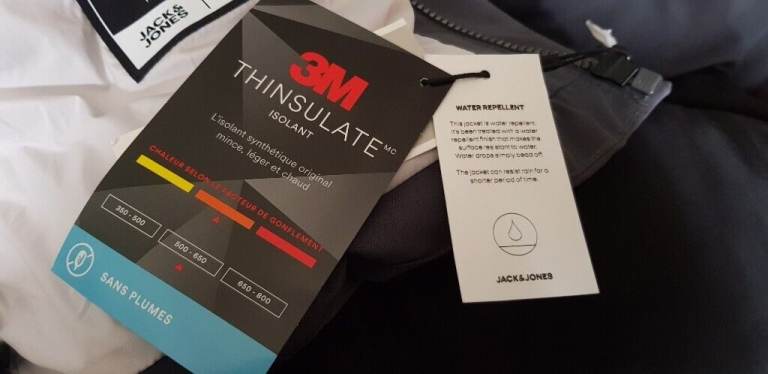 JACK&
JONES
3M
THINSULATE MC
ISOLANT
L'isolant synthétique original
mince, leger et chaud
CHALEUR SELON LE FACTEUR DE GONFLEMENT
350 - 500
500 - 650
650 - 800
SANS PLUMES
WATER REPELLENT
This jacket is water repellent.
It's been treated with a water
repellent finish that makes the
surface resistant to water.
Water drops simply bead off.
The jacket can resist rain for a
shorter period of time.
JACK&JONES